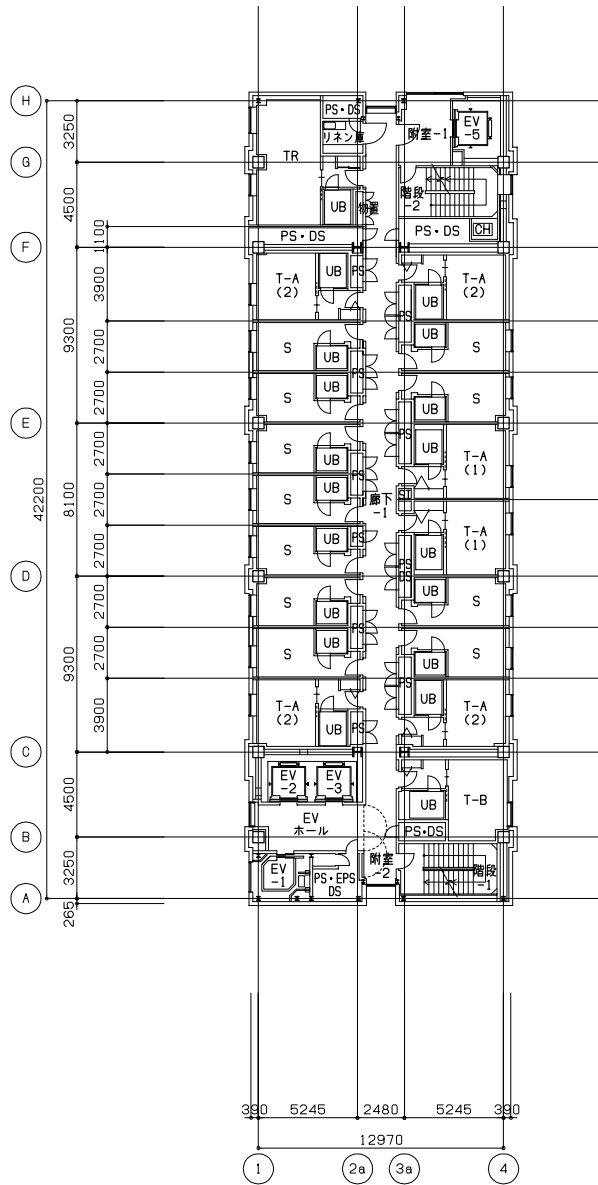 H
3250
PS・DS
EV
-5
附室-1
リネン庫
G
TR
4500
階段
-2
UB
物置
PS・DS
CH
1100
PS・DS
F
3900
T-A
(2)
UB
PS
UB
T-A
(2)
PS
9300
2700
S
UB
UB
S
PS
2700
S
UB
UB
S
E
2700
S
UB
UB
PS
T-A
(1)
PS
42200
8100
2700
S
UB
廊下
-1
ST
2700
S
UB
PS
UB
T-A
(1)
D
PS
DS
2700
S
UB
UB
S
PS
9300
2700
S
UB
UB
S
PS
3900
T-A
(2)
UB
PS
UB
T-A
(2)
C
4500
EV
-2
EV
-3
UB
T-B
EV
ホール
B
PS・DS
3250
附室
-2
EV
-1
PS・EPS
DS
階段
-1
A
265
390
5245
2480
5245
390
12970
1
2a
3a
4